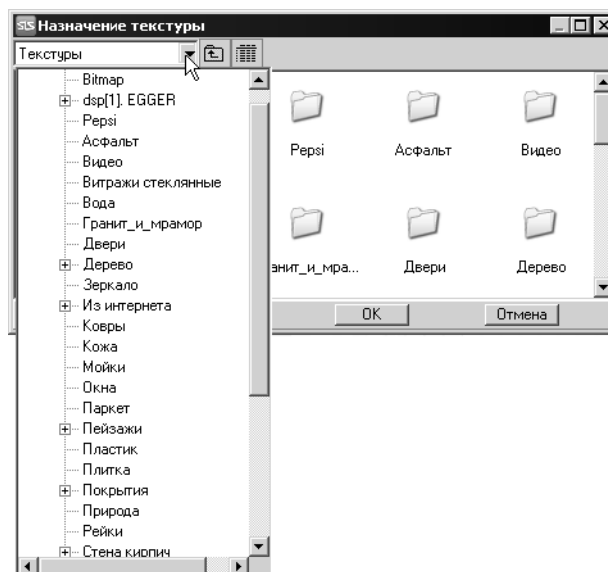 SLS Назначение текстуры
Текстуры
Bitmap
dsp[1]. EGGER
Pepsi
Асфальт
Видео
Витражи стеклянные
Вода
Гранит_и_мрамор
Двери
Дерево
Зеркало
Из интернета
Ковры
Кожа
Мойки
Окна
Паркет
Пейзажи
Пластик
Плитка
Покрытия
Природа
Рейки
Стена кирпич
Pepsi Асфальт Видео
анит_и_мра... Двери Дерево
OK Отмена